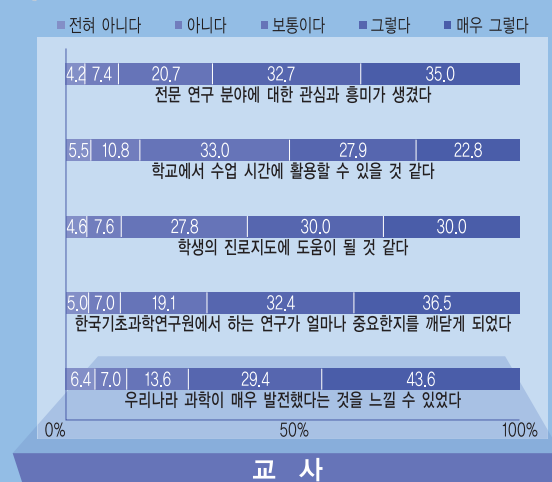 전혀 아니다 아니다 보통이다 그렇다 매우 그렇다
4.2 7.4 20.7 32.7 35.0
전문 연구 분야에 대한 관심과 흥미가 생겼다
5.5 10.8 33.0 27.9 22.8
학교에서 수업 시간에 활용할 수 있을 것 같다
4.6 7.6 27.8 30.0 30.0
학생의 진로지도에 도움이 될 것 같다
5.0 7.0 19.1 32.4 36.5
한국기초과학연구원에서 하는 연구가 얼마나 중요한지를 깨닫게 되었다
6.4 7.0 13.6 29.4 43.6
우리나라 과학이 매우 발전했다는 것을 느낄 수 있었다
0% 50% 100%
교 사